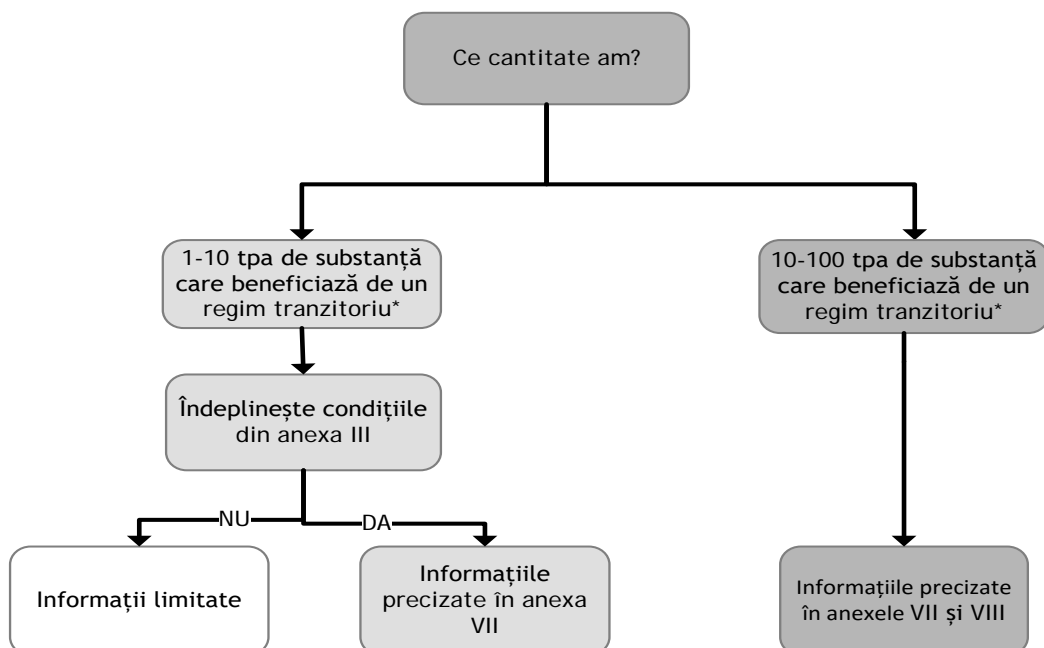 Ce cantitate am?
1-10 tpa de substanță
care beneficiază de un
regim tranzitoriu*
10-100 tpa de substanță
care beneficiază de un
regim tranzitoriu*
Îndeplinește condițiile
din anexa III
NU
DA
Informații limitate
Informațiile
precizate în anexa
VII
Informațiile precizate
în anexele VII și VIII